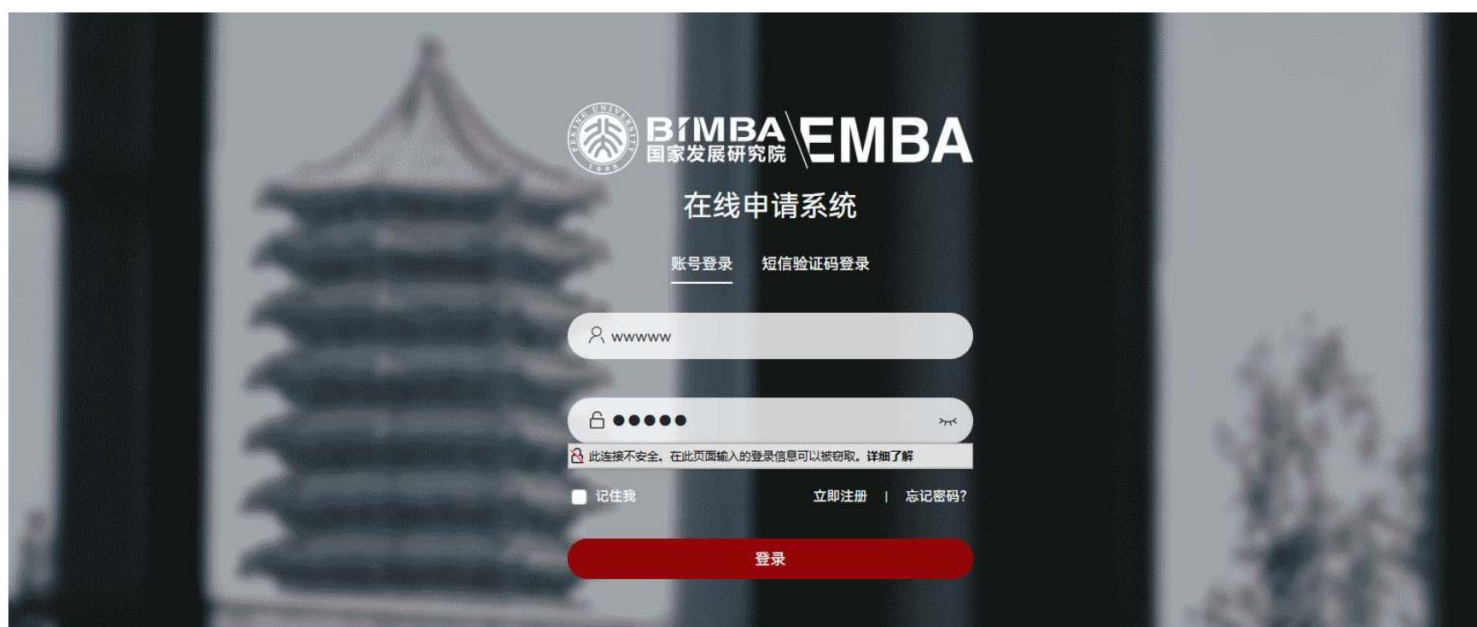 PEKING UNIVERSITY
1898
BiMBA EMBA
国家发展研究院
在线申请系统
账号登录 短信验证码登录
wwwww
此连接不安全。在此页面输入的登录信息可以被窃取。详细了解
记住我 立即注册 | 忘记密码?
登录